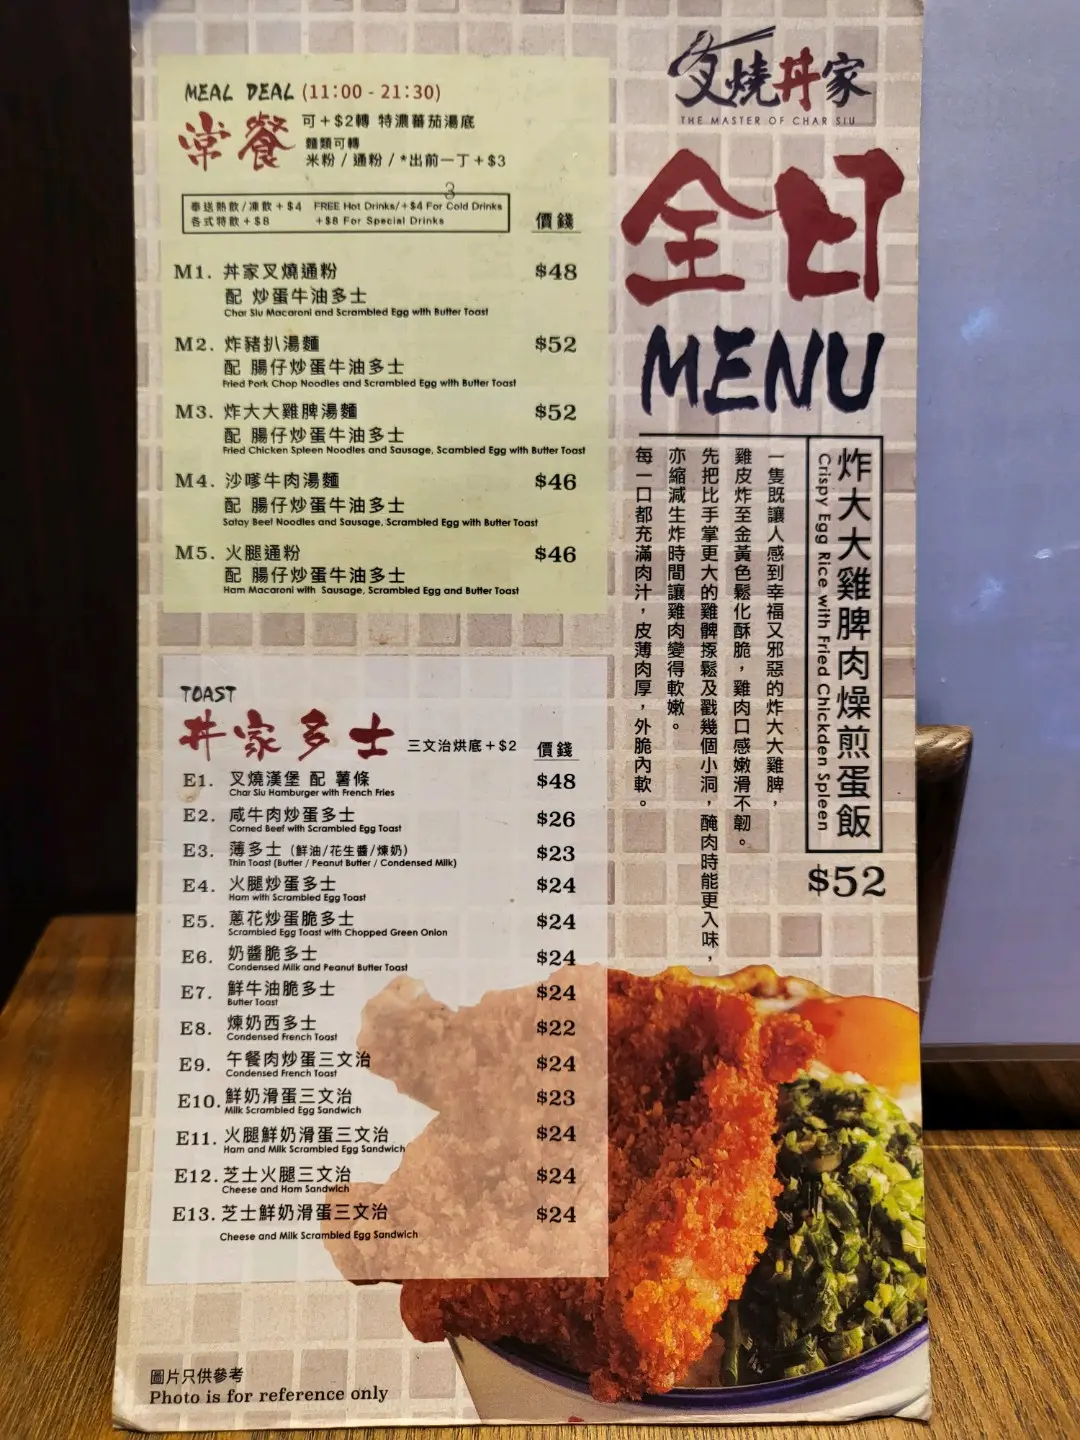 MEAL DEAL (11:00 - 21:30)
常餐
可+$2轉 特濃蕃茄湯底
麵類可轉
米粉 / 通粉 / *出前一丁+$3
3
奉送熱飲/凍飲+$4 FREE Hot Drinks/+$4 For Cold Drinks
各式特飲+$8 +$8 For Special Drinks
價錢
M1. 丼家叉燒通粉 $48
配 炒蛋牛油多士
Char Siu Macaroni and Scrambled Egg with Butter Toast
M2. 炸豬扒湯麵 $52
配 腸仔炒蛋牛油多士
Fried Pork Chop Noodles and Scrambled Egg with Butter Toast
M3. 炸大大雞脾湯麵 $52
配 腸仔炒蛋牛油多士
Fried Chicken Spleen Noodles and Sausage, Scambled Egg with Butter Toast
M4. 沙嗲牛肉湯麵 $46
配 腸仔炒蛋牛油多士
Satay Beef Noodles and Sausage, Scrambled Egg with Butter Toast
M5. 火腿通粉 $46
配 腸仔炒蛋牛油多士
Ham Macaroni with Sausage, Scrambled Egg and Butter Toast
TOAST
丼家多士
三文治烘底+$2 價錢
E1. 叉燒漢堡 配 薯條 $48
Char Siu Hamburger with French Fries
E2. 咸牛肉炒蛋多士 $26
Corned Beef with Scrambled Egg Toast
E3. 薄多士 (鮮油/花生醬/煉奶) $23
Thin Toast (Butter / Peanut Butter / Condensed Milk)
E4. 火腿炒蛋多士 $24
Ham with Scrambled Egg Toast
E5. 蔥花炒蛋脆多士 $24
Scrambled Egg Toast with Chopped Green Onion
E6. 奶醬脆多士 $24
Condensed Milk and Peanut Butter Toast
E7. 鮮牛油脆多士 $24
Butter Toast
E8. 煉奶西多士 $22
Condensed French Toast
E9. 午餐肉炒蛋三文治 $24
Condensed French Toast
E10. 鮮奶滑蛋三文治 $23
Milk Scrambled Egg Sandwich
E11. 火腿鮮奶滑蛋三文治 $24
Ham and Milk Scrambled Egg Sandwich
E12. 芝士火腿三文治 $24
Cheese and Ham Sandwich
E13. 芝士鮮奶滑蛋三文治 $24
Cheese and Milk Scrambled Egg Sandwich
圖片只供參考
Photo is for reference only
叉燒丼家
THE MASTER OF CHAR SIU
全日
MENU
炸大大雞脾肉燥煎蛋飯
Crispy Egg Rice with Fried Chickden Spleen
$52
一隻既讓人感到幸福又邪惡的炸大大雞脾，
雞皮炸至金黃色鬆化酥脆，雞肉口感嫩滑不韌。
先把比手掌更大的雞髀搽鬆及戳幾個小洞，醃肉時能更入味，
亦縮減生炸時間讓雞肉變得軟嫩。
每一口都充滿肉汁，皮薄肉厚，外脆內軟。